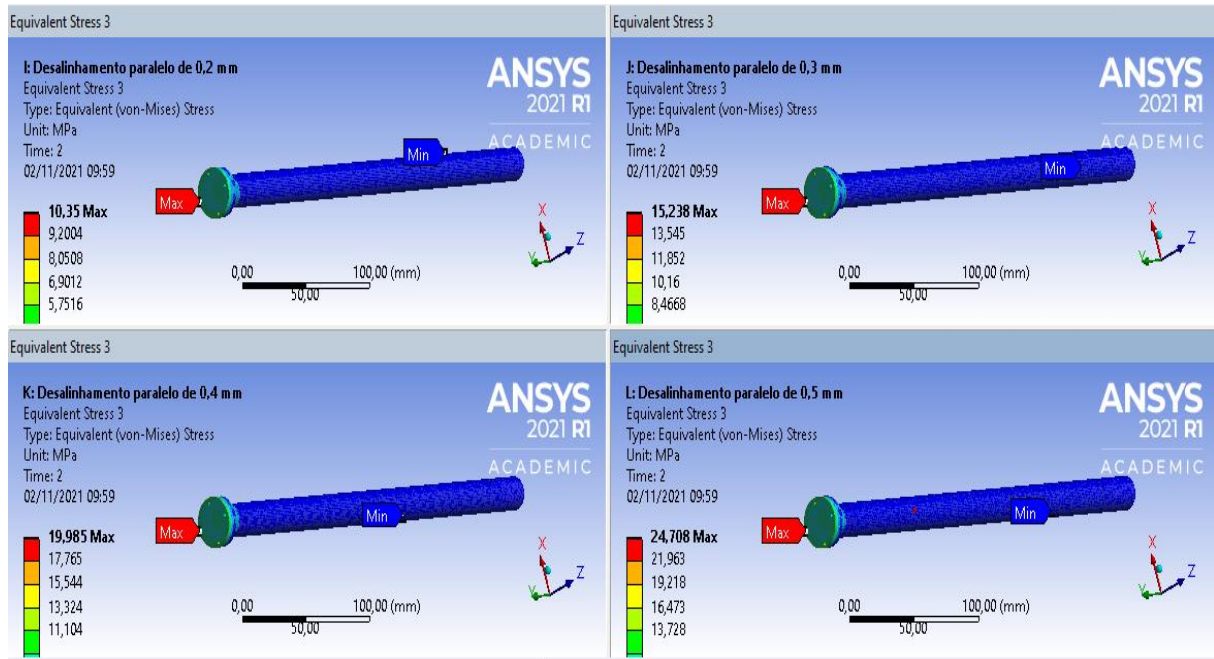 Equivalent Stress 3
I: Desalinhamento paralelo de 0,2 mm
Equivalent Stress 3
Type: Equivalent (von-Mises) Stress
Unit: MPa
Time: 2
02/11/2021 09:59
ANSYS
2021 R1
ACADEMIC
Min
Max
10,35 Max
9,2004
8,0508
6,9012
5,7516
0,00 100,00 (mm)
50,00
X
Y
Z
Equivalent Stress 3
J: Desalinhamento paralelo de 0,3 mm
Equivalent Stress 3
Type: Equivalent (von-Mises) Stress
Unit: MPa
Time: 2
02/11/2021 09:59
ANSYS
2021 R1
ACADEMIC
Min
Max
15,238 Max
13,545
11,852
10,16
8,4668
0,00 100,00 (mm)
50,00
X
Y
Z
Equivalent Stress 3
K: Desalinhamento paralelo de 0,4 mm
Equivalent Stress 3
Type: Equivalent (von-Mises) Stress
Unit: MPa
Time: 2
02/11/2021 09:59
ANSYS
2021 R1
ACADEMIC
Min
Max
19,985 Max
17,765
15,544
13,324
11,104
0,00 100,00 (mm)
50,00
X
Y
Z
Equivalent Stress 3
L: Desalinhamento paralelo de 0,5 mm
Equivalent Stress 3
Type: Equivalent (von-Mises) Stress
Unit: MPa
Time: 2
02/11/2021 09:59
ANSYS
2021 R1
ACADEMIC
Min
Max
24,708 Max
21,963
19,218
16,473
13,728
0,00 100,00 (mm)
50,00
X
Y
Z